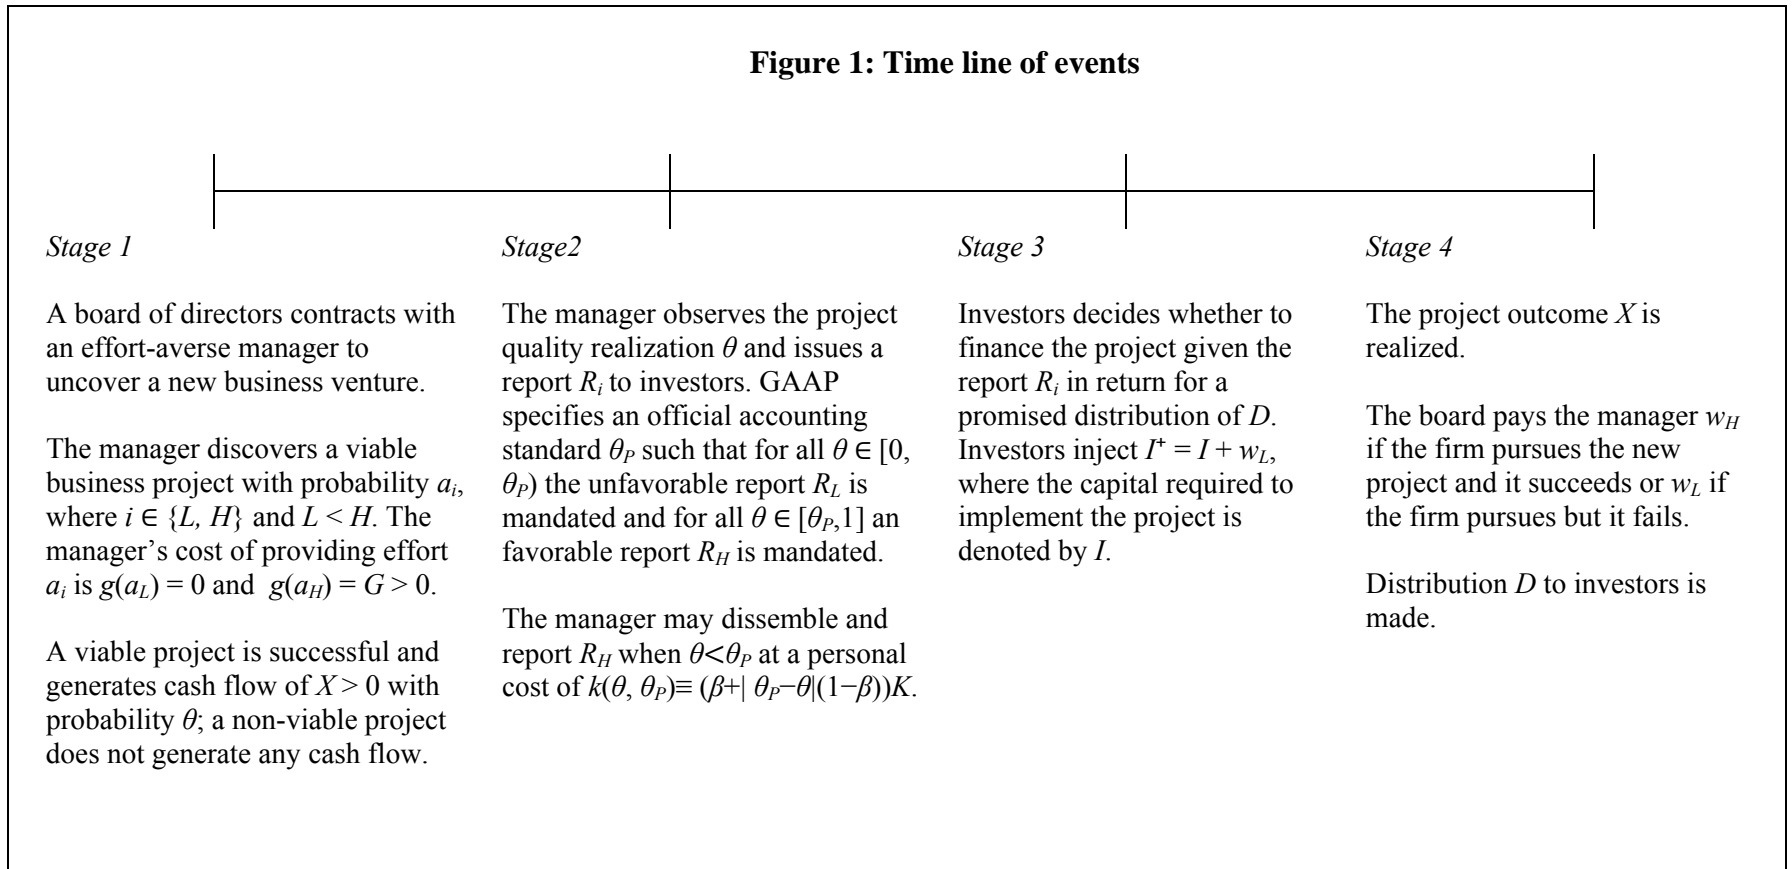 Figure 1: Time line of events
Stage 1
A board of directors contracts with
an effort-averse manager to
uncover a new business venture.
The manager discovers a viable
business project with probability aᵢ,
where i ∈ {L, H} and L < H. The
manager's cost of providing effort
aᵢ is g(a_L) = 0 and g(a_H) = G > 0.
A viable project is successful and
generates cash flow of X > 0 with
probability θ; a non-viable project
does not generate any cash flow.
Stage2
The manager observes the project
quality realization θ and issues a
report Rᵢ to investors. GAAP
specifies an official accounting
standard θ_P such that for all θ ∈ [0,
θ_P) the unfavorable report R_L is
mandated and for all θ ∈ [θ_P,1] an
favorable report R_H is mandated.
The manager may dissemble and
report R_H when θ<θ_P at a personal
cost of k(θ, θ_P)≡ (β+| θ_P−θ|(1−β))K.
Stage 3
Investors decides whether to
finance the project given the
report Rᵢ in return for a
promised distribution of D.
Investors inject I⁺ = I + w_L,
where the capital required to
implement the project is
denoted by I.
Stage 4
The project outcome X is
realized.
The board pays the manager w_H
if the firm pursues the new
project and it succeeds or w_L if
the firm pursues but it fails.
Distribution D to investors is
made.